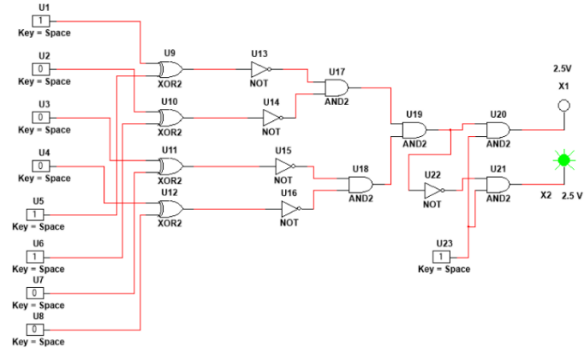 U1
1
Key = Space
U2
0
Key = Space
U3
0
Key = Space
U4
0
Key = Space
U5
1
Key = Space
U6
1
Key = Space
U7
0
Key = Space
U8
0
Key = Space
U9
XOR2
U10
XOR2
U11
XOR2
U12
XOR2
U13
NOT
U14
NOT
U15
NOT
U16
NOT
U17
AND2
U18
AND2
U19
AND2
U20
AND2
U21
AND2
U22
NOT
U23
1
Key = Space
2.5V
X1
X2 2.5 V